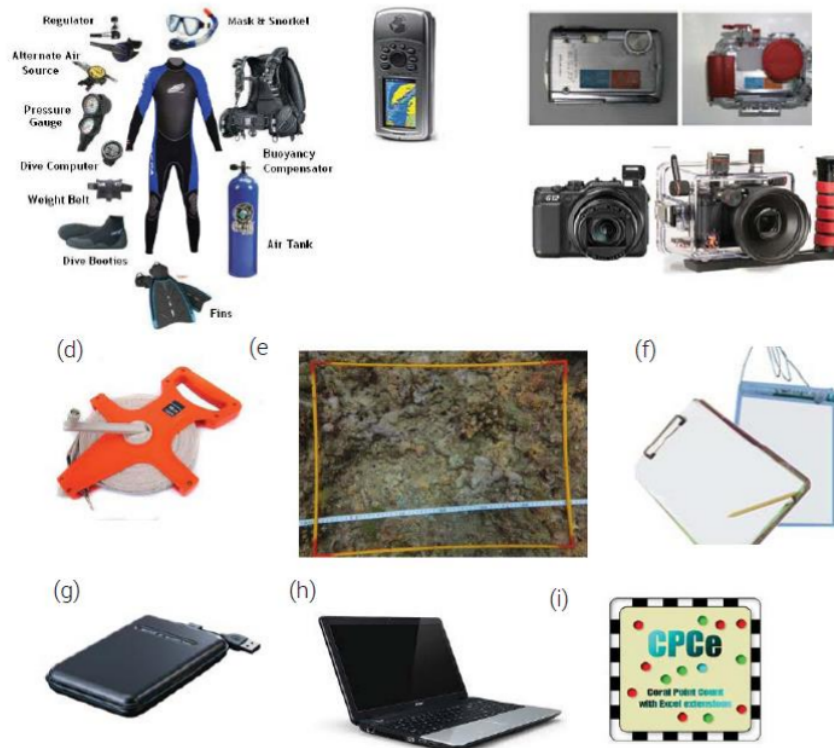 Regulator
Mask & Snorkel
Alternate Air
Source
Pressure
Gauge
Dive Computer
Buoyancy
Compensator
Weight Belt
Air Tank
Dive Booties
Fins
G12
(d)
(e)
(f)
(g)
(h)
(i)
CPCe
Coral Point Count
with Excel extensions